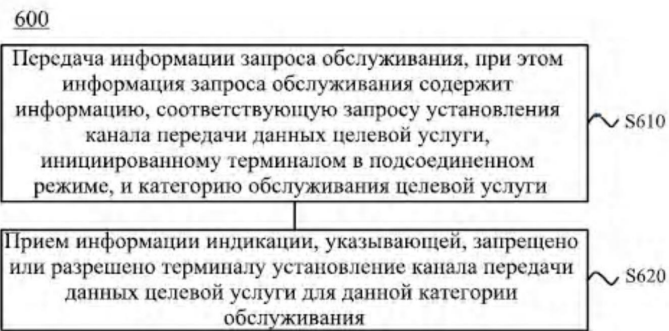 600
Передача информации запроса обслуживания, при этом
информация запроса обслуживания содержит
информацию, соответствующую запросу установления
канала передачи данных целевой услуги,
инициированному терминалом в подсоединенном
режиме, и категорию обслуживания целевой услуги
S610
Прием информации индикации, указывающей, запрещено
или разрешено терминалу установление канала передачи
данных целевой услуги для данной категории
обслуживания
S620